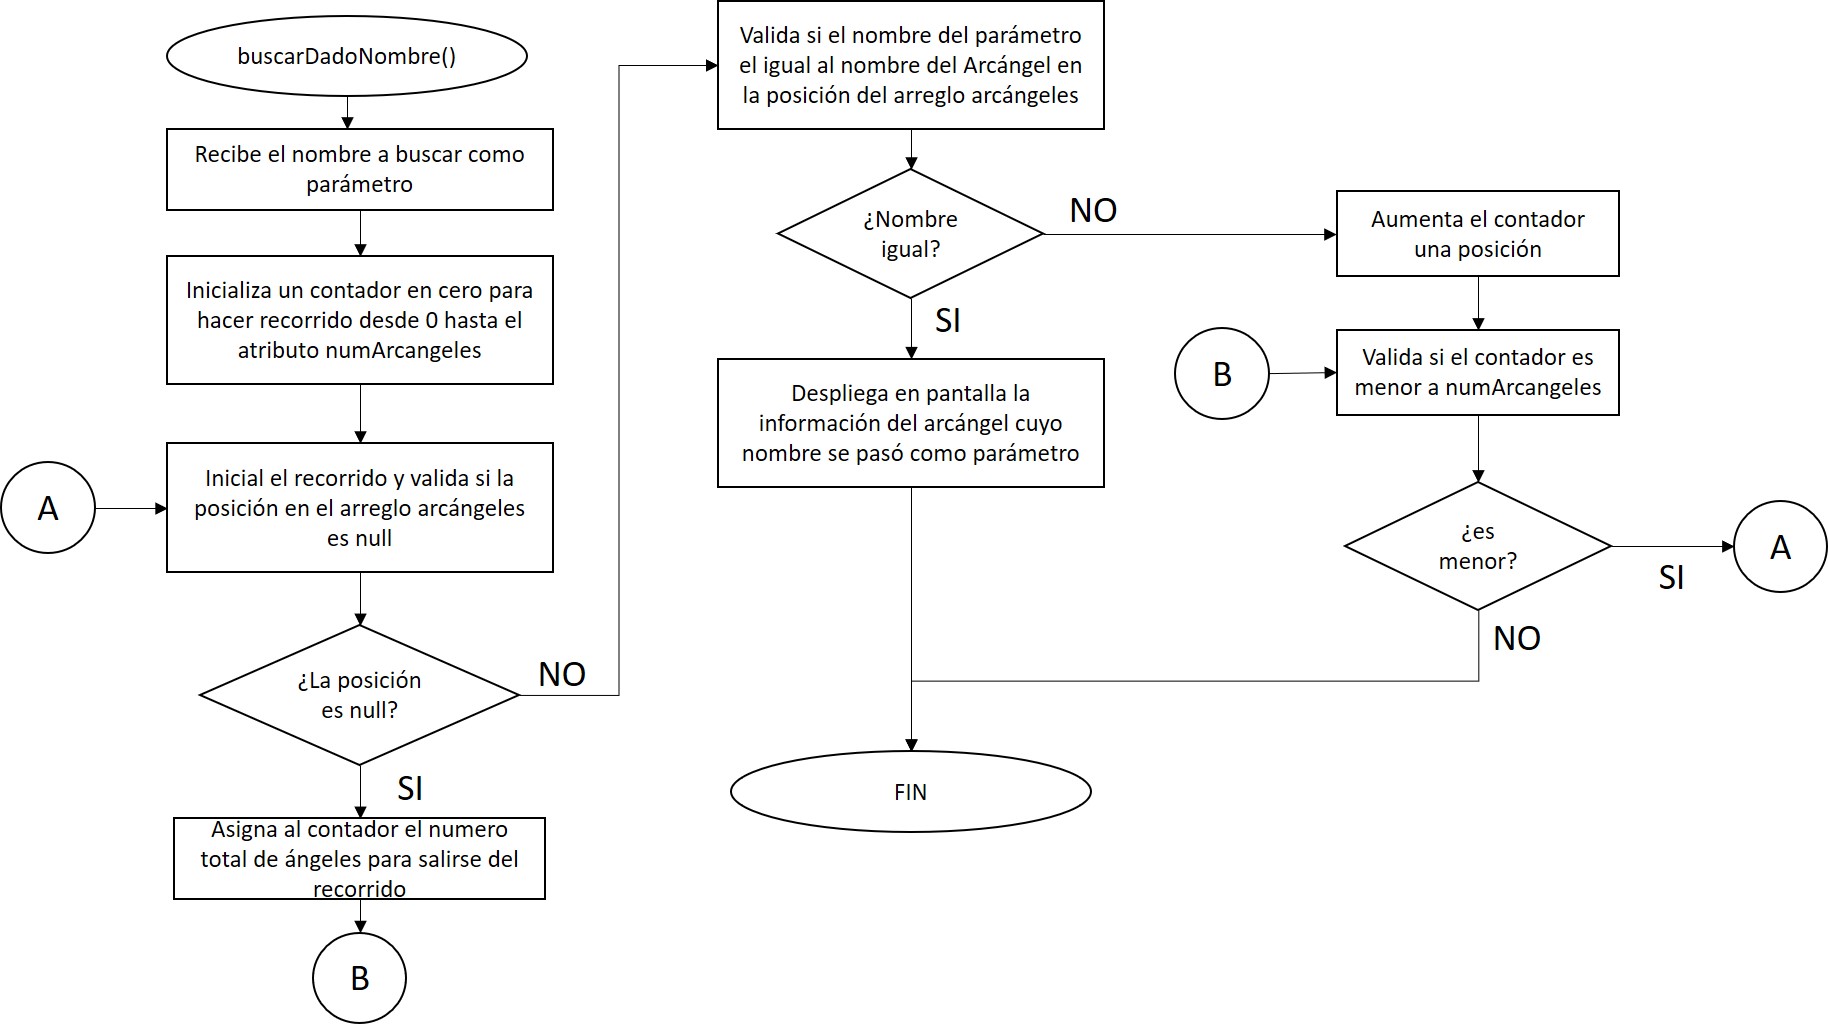 buscarDadoNombre()
Recibe el nombre a buscar como
parámetro
Inicializa un contador en cero para
hacer recorrido desde 0 hasta el
atributo numArcangeles
A
Inicial el recorrido y valida si la
posición en el arreglo arcángeles
es null
¿La posición
es null?
NO
SI
Asigna al contador el numero
total de ángeles para salirse del
recorrido
B
Valida si el nombre del parámetro
el igual al nombre del Arcángel en
la posición del arreglo arcángeles
¿Nombre
igual?
NO
SI
Despliega en pantalla la
información del arcángel cuyo
nombre se pasó como parámetro
FIN
Aumenta el contador
una posición
B
Valida si el contador es
menor a numArcangeles
¿es
menor?
SI
A
NO